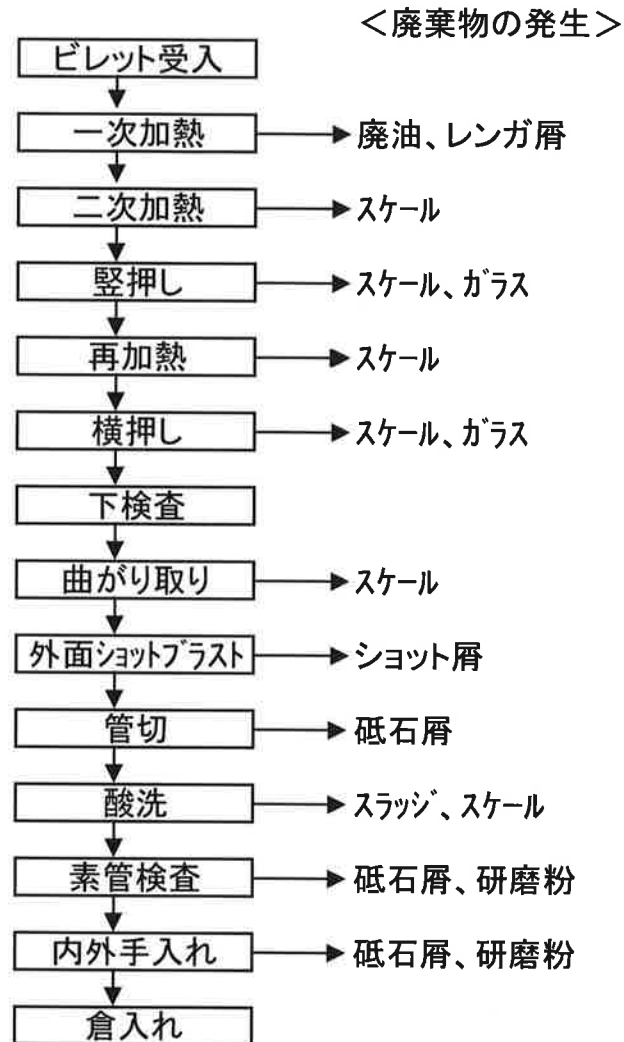 ＜廃棄物の発生＞
ビレット受入
一次加熱 廃油、レンガ屑
二次加熱 スケール
竪押し スケール、ガラス
再加熱 スケール
横押し スケール、ガラス
下検査
曲がり取り スケール
外面ショットブラスト ショット屑
管切 砥石屑
酸洗 スラッジ、スケール
素管検査 砥石屑、研磨粉
内外手入れ 砥石屑、研磨粉
倉入れ